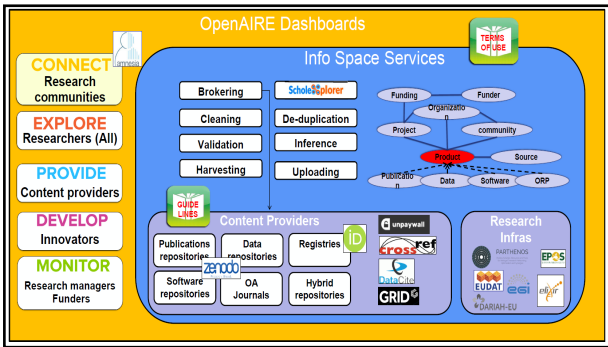 OpenAIRE Dashboards
TERMS
OF USE
amnesia
CONNECT
Research
communities
EXPLORE
Researchers (All)
PROVIDE
Content providers
DEVELOP
Innovators
MONITOR
Research managers
Funders
Info Space Services
Brokering
Cleaning
Validation
Harvesting
Scholexplorer
De-duplication
Inference
Uploading
Funding
Funder
Organizatio
n
Project
communiity
Product
Source
Publicatio
n
Data
Software
ORP
GUIDE
LINES
Content Providers
Publications
repositories
Data
repositories
Registries
iD
zenodo
Software
repositories
OA
Journals
Hybrid
repositories
unpaywall
crossref
DataCite
GRID
Research
Infras
PARTHENOS
EPOS
EUDAT
eGI
elixir
DARIAH-EU